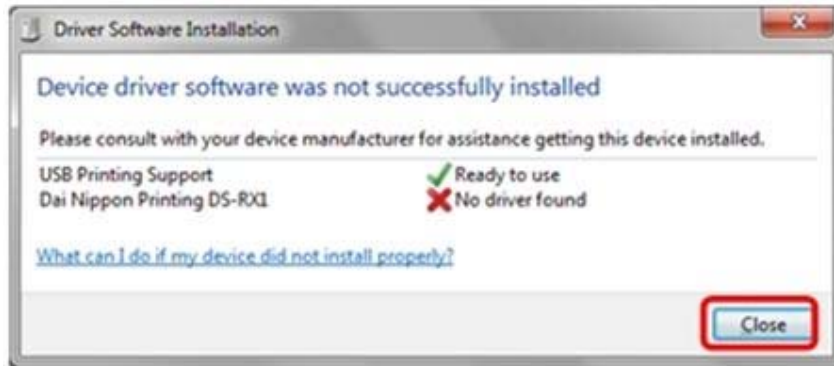 Driver Software Installation
Device driver software was not successfully installed
Please consult with your device manufacturer for assistance getting this device installed.
USB Printing Support Ready to use
Dai Nippon Printing DS-RX1 No driver found
What can I do if my device did not install properly?
Close